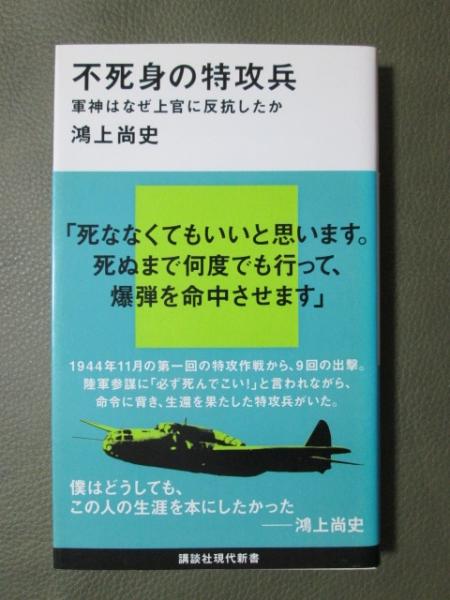 不死身の特攻兵
軍神はなぜ上官に反抗したか
鴻上尚史
「死ななくてもいいと思います。
死ぬまで何度でも行って、
爆弾を命中させます」
1944年11月の第一回の特攻作戦から、9回の出撃。
陸軍参謀に「必ず死んでこい!」と言われながら、
命令に背き、生還を果たした特攻兵がいた。
僕はどうしても、
この人の生涯を本にしたかった
——鴻上尚史
講談社現代新書